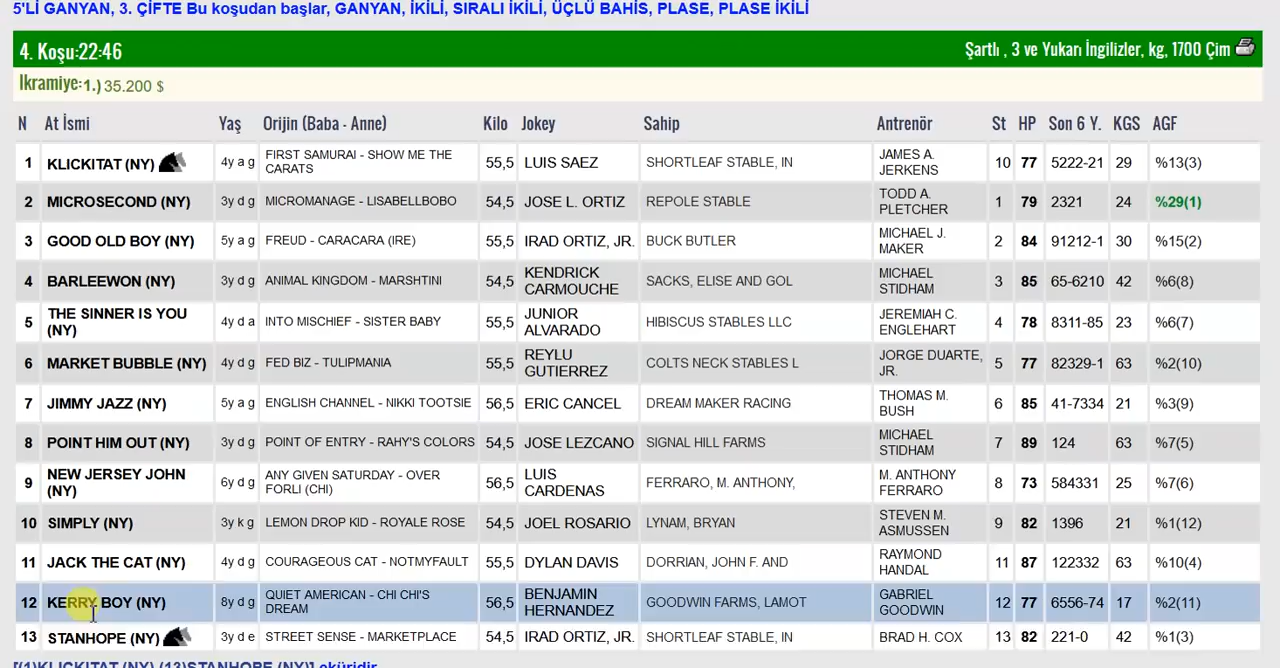 5'Lİ GANYAN, 3. ÇİFTE Bu koşudan başlar, GANYAN, İKİLİ, SIRALI İKİLİ, ÜÇLÜ BAHİS, PLASE, PLASE İKİLİ
4. Koşu:22:46 Şartlı , 3 ve Yukarı İngilizler, kg, 1700 Çim
Ikramiye:1.) 35.200 $
N At İsmi Yaş Orijin (Baba - Anne) Kilo Jokey Sahip Antrenör St HP Son 6 Y. KGS AGF
1 KLICKITAT (NY) 4y a g FIRST SAMURAI - SHOW ME THE CARATS 55,5 LUIS SAEZ SHORTLEAF STABLE, IN JAMES A. JERKENS 10 77 5222-21 29 %13(3)
2 MICROSECOND (NY) 3y d g MICROMANAGE - LISABELLBOBO 54,5 JOSE L. ORTIZ REPOLE STABLE TODD A. PLETCHER 1 79 2321 24 %29(1)
3 GOOD OLD BOY (NY) 5y a g FREUD - CARACARA (IRE) 55,5 IRAD ORTIZ, JR. BUCK BUTLER MICHAEL J. MAKER 2 84 91212-1 30 %15(2)
4 BARLEEWON (NY) 3y d g ANIMAL KINGDOM - MARSHTINI 54,5 KENDRICK CARMOUCHE SACKS, ELISE AND GOL MICHAEL STIDHAM 3 85 65-6210 42 %6(8)
5 THE SINNER IS YOU (NY) 4y d a INTO MISCHIEF - SISTER BABY 55,5 JUNIOR ALVARADO HIBISCUS STABLES LLC JEREMIAH C. ENGLEHART 4 78 8311-85 23 %6(7)
6 MARKET BUBBLE (NY) 4y d g FED BIZ - TULIPMANIA 55,5 REYLU GUTIERREZ COLTS NECK STABLES L JORGE DUARTE, JR. 5 77 82329-1 63 %2(10)
7 JIMMY JAZZ (NY) 5y a g ENGLISH CHANNEL - NIKKI TOOTSIE 56,5 ERIC CANCEL DREAM MAKER RACING THOMAS M. BUSH 6 85 41-7334 21 %3(9)
8 POINT HIM OUT (NY) 3y d g POINT OF ENTRY - RAHY'S COLORS 54,5 JOSE LEZCANO SIGNAL HILL FARMS MICHAEL STIDHAM 7 89 124 63 %7(5)
9 NEW JERSEY JOHN (NY) 6y d g ANY GIVEN SATURDAY - OVER FORLI (CHI) 56,5 LUIS CARDENAS FERRARO, M. ANTHONY, M. ANTHONY FERRARO 8 73 584331 25 %7(6)
10 SIMPLY (NY) 3y k g LEMON DROP KID - ROYALE ROSE 54,5 JOEL ROSARIO LYNAM, BRYAN STEVEN M. ASMUSSEN 9 82 1396 21 %1(12)
11 JACK THE CAT (NY) 4y d g COURAGEOUS CAT - NOTMYFAULT 55,5 DYLAN DAVIS DORRIAN, JOHN F. AND RAYMOND HANDAL 11 87 122332 63 %10(4)
12 KERRY BOY (NY) 8y d g QUIET AMERICAN - CHI CHI'S DREAM 56,5 BENJAMIN HERNANDEZ GOODWIN FARMS, LAMOT GABRIEL GOODWIN 12 77 6556-74 17 %2(11)
13 STANHOPE (NY) 3y d e STREET SENSE - MARKETPLACE 54,5 IRAD ORTIZ, JR. SHORTLEAF STABLE, IN BRAD H. COX 13 82 221-0 42 %1(3)
[(1)KLICKITAT (NY) (13)STANHOPE (NY)] eküridir